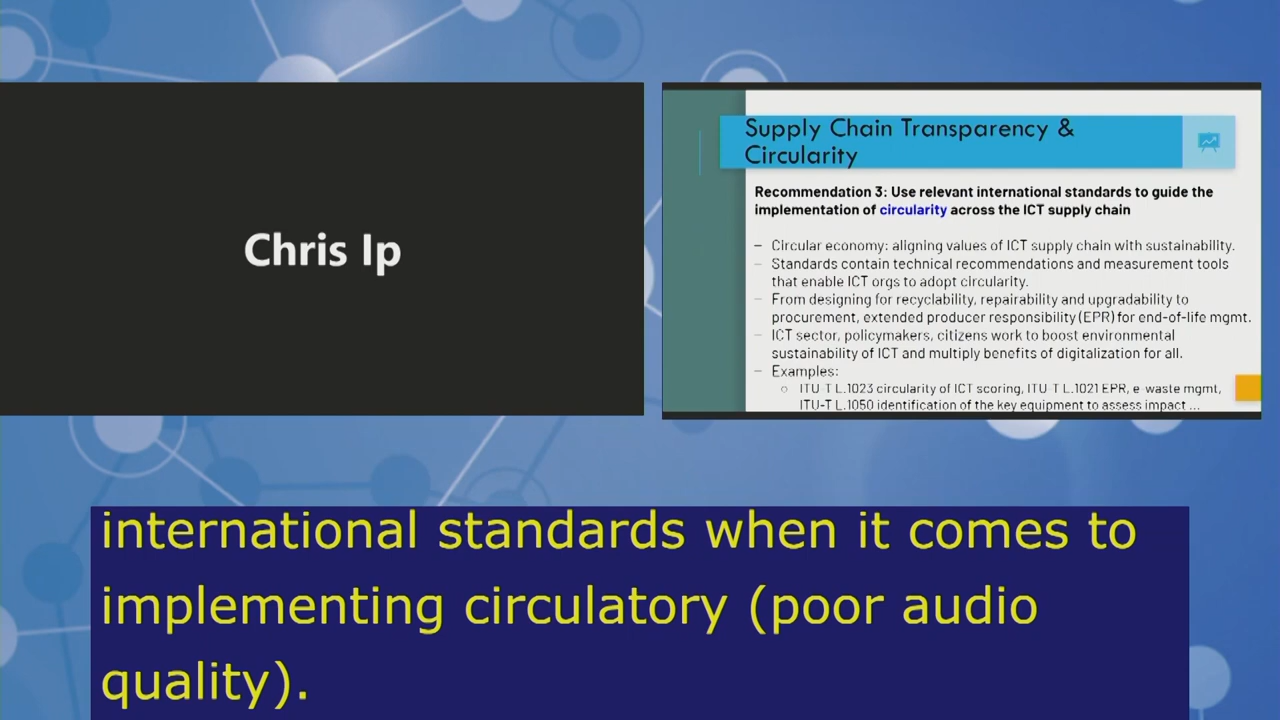 Chris Ip
Supply Chain Transparency &
Circularity
Recommendation 3: Use relevant international standards to guide the
implementation of circularity across the ICT supply chain
– Circular economy: aligning values of ICT supply chain with sustainability.
– Standards contain technical recommendations and measurement tools
that enable ICT orgs to adopt circularity.
– From designing for recyclability, repairability and upgradability to
procurement, extended producer responsibility (EPR) for end-of-life mgmt.
– ICT sector, policymakers, citizens work to boost environmental
sustainability of ICT and multiply benefits of digitalization for all.
– Examples:
○ ITU-T L.1023 circularity of ICT scoring, ITU-T L.1021 EPR, e-waste mgmt,
ITU-T L.1050 identification of the key equipment to assess impact ...
international standards when it comes to
implementing circulatory (poor audio
quality).